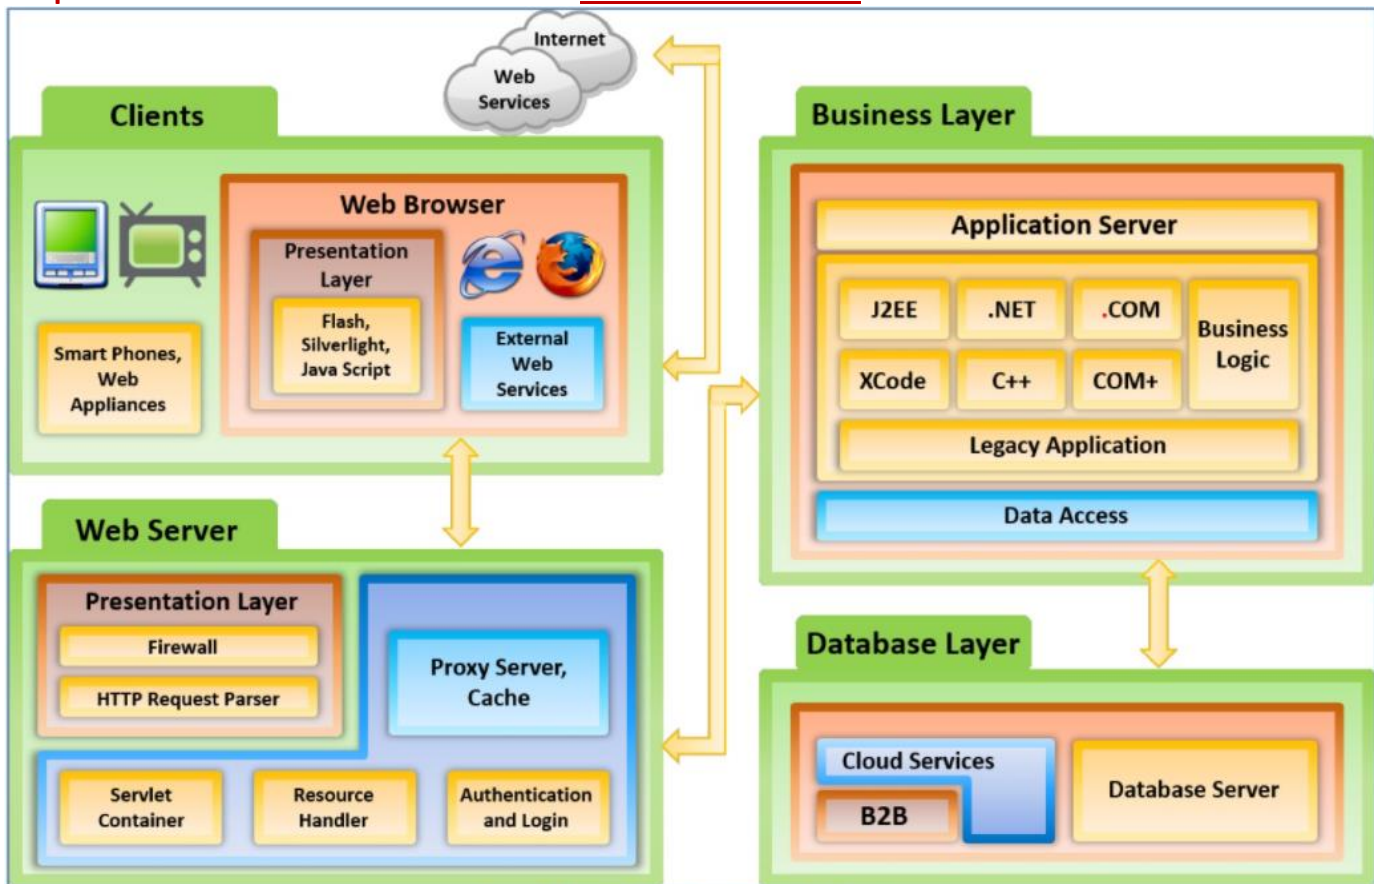 Internet
Web
Services
Clients
Web Browser
Presentation
Layer
Flash,
Silverlight,
Java Script
External
Web
Services
Smart Phones,
Web
Appliances
Business Layer
Application Server
J2EE
.NET
.COM
Business
Logic
XCode
C++
COM+
Legacy Application
Data Access
Web Server
Presentation Layer
Firewall
HTTP Request Parser
Proxy Server,
Cache
Servlet
Container
Resource
Handler
Authentication
and Login
Database Layer
Cloud Services
B2B
Database Server